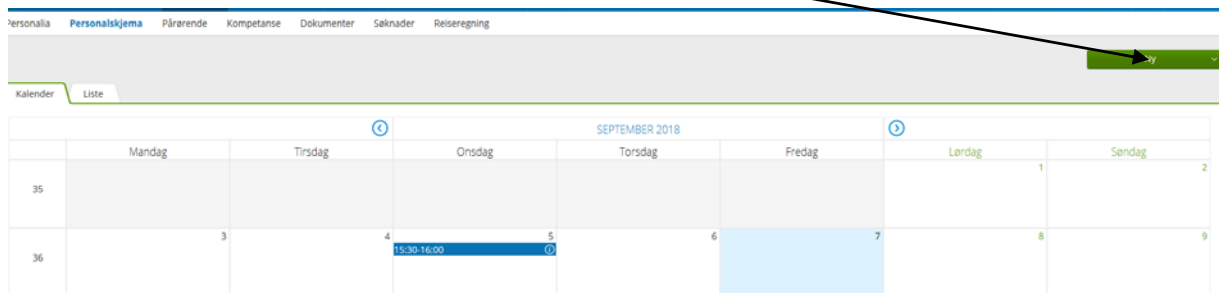 Personalia Personalskjema Pårørende Kompetanse Dokumenter Søknader Reiseregning
Ny
Kalender Liste
SEPTEMBER 2018
Mandag Tirsdag Onsdag Torsdag Fredag Lørdag Søndag
1 2
35
3 4 5 6 7 8 9
15:30-16:00
36